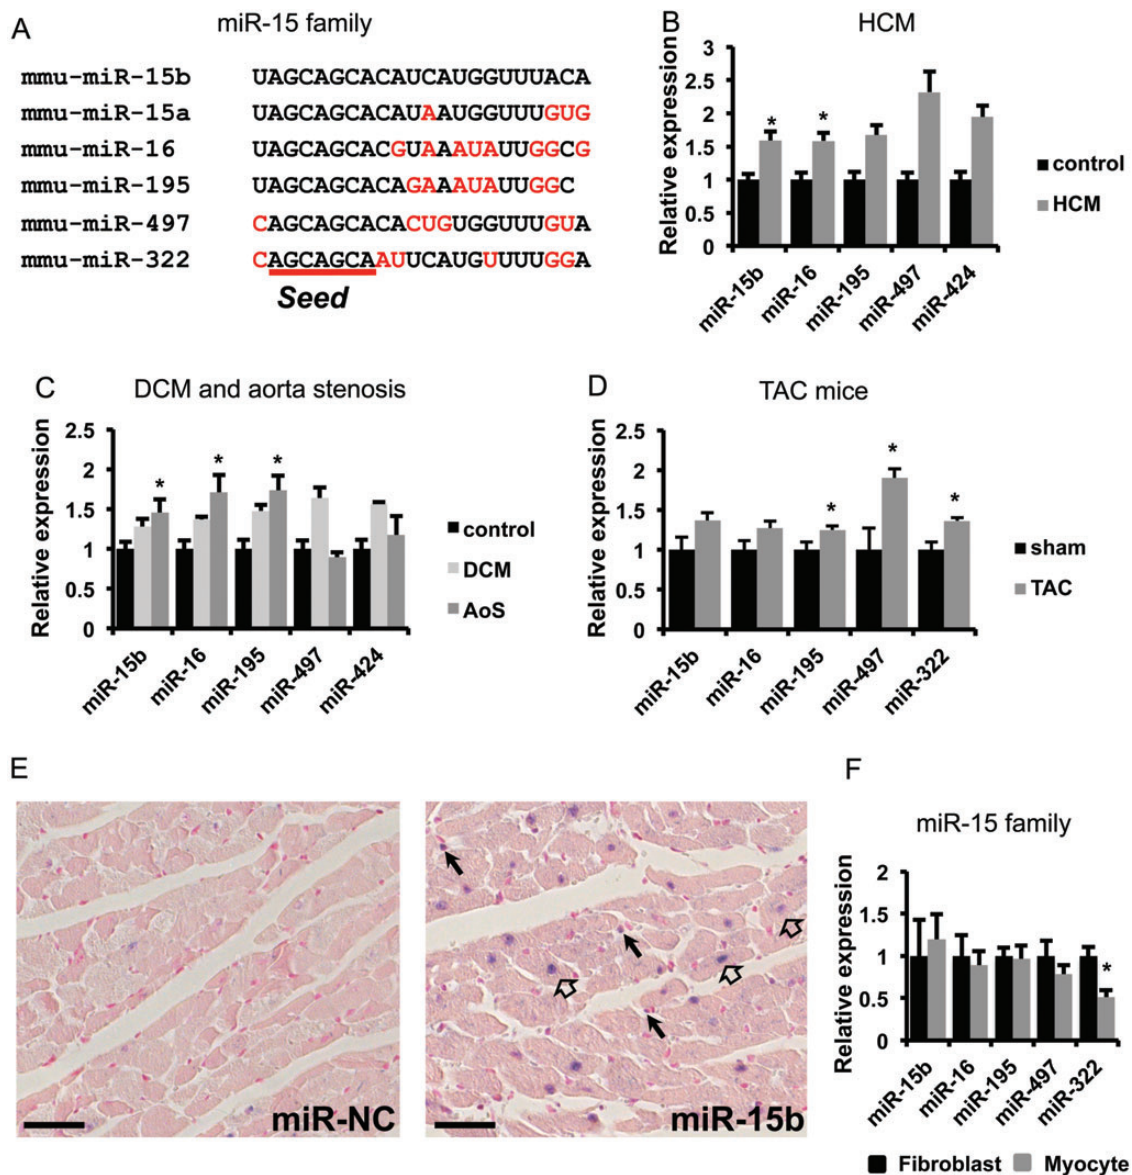 A
miR-15 family
mmu-miR-15b UAGCAGCACAUCAUGGUUUACA
mmu-miR-15a UAGCAGCACAUAAUGGUUUGUG
mmu-miR-16 UAGCAGCACGUAAAUAUUGGCG
mmu-miR-195 UAGCAGCACAGAAAUAUUGGC
mmu-miR-497 CAGCAGCACACUGUGGUUUGUA
mmu-miR-322 CAGCAGCAAUUCAUGUUUUGGA
Seed
B
HCM
Relative expression
3
2.5
2
1.5
1
0.5
0
* *
miR-15b miR-16 miR-195 miR-497 miR-424
control
HCM
C
DCM and aorta stenosis
Relative expression
2.5
2
1.5
1
0.5
0
* * *
miR-15b miR-16 miR-195 miR-497 miR-424
control
DCM
AoS
D
TAC mice
Relative expression
2.5
2
1.5
1
0.5
0
* * *
miR-15b miR-16 miR-195 miR-497 miR-322
sham
TAC
E
miR-NC
miR-15b
F
miR-15 family
Relative expression
2
1.5
1
0.5
0
*
miR-15b miR-16 miR-195 miR-497 miR-322
Fibroblast Myocyte